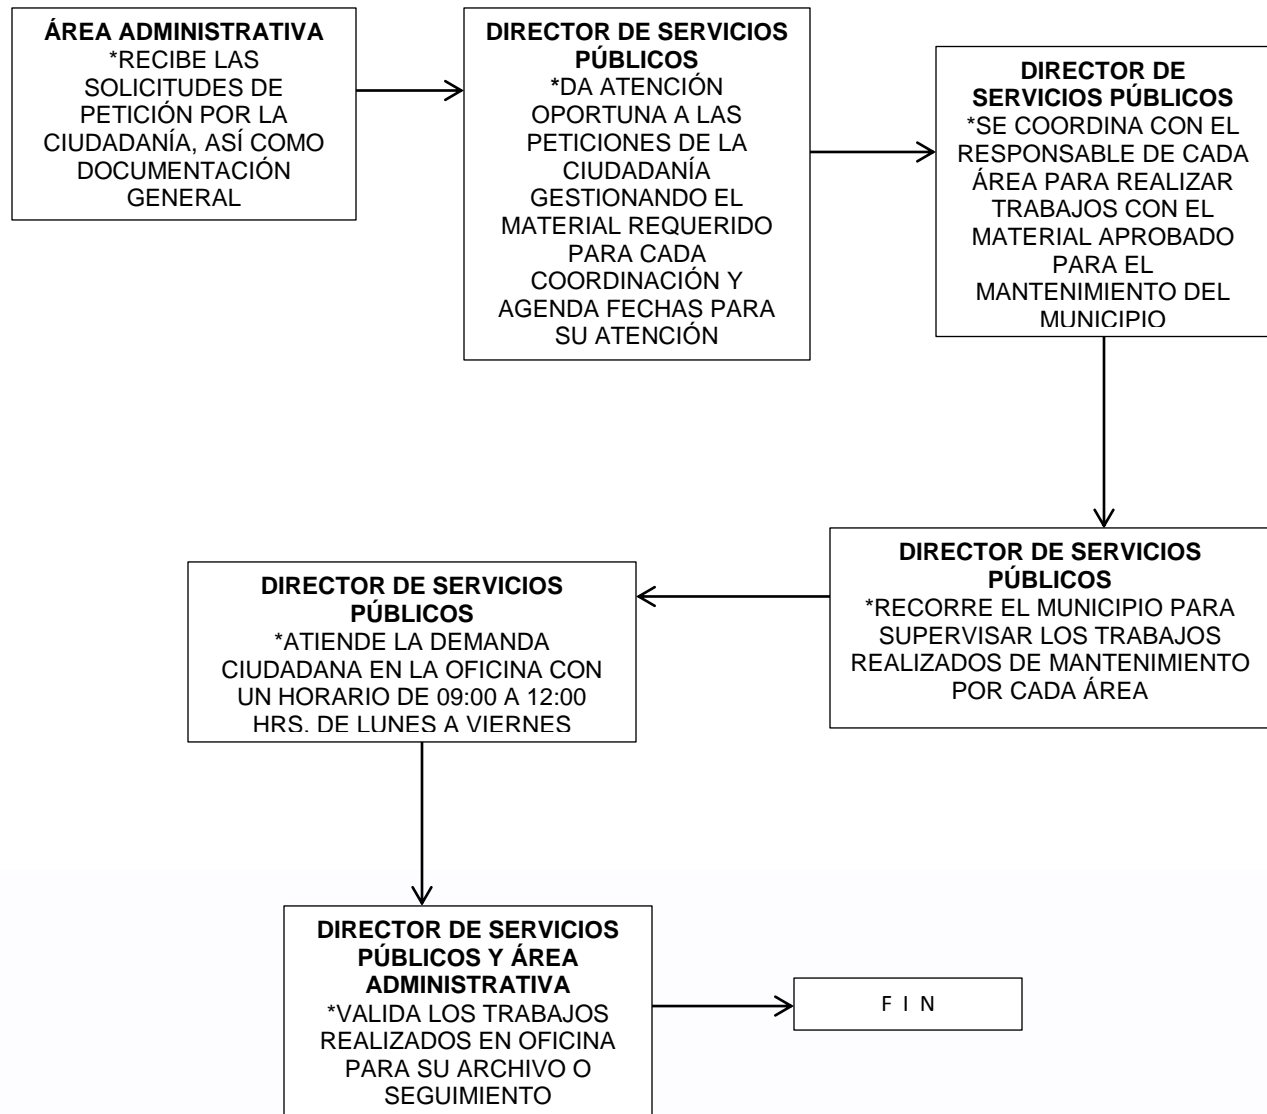 ÁREA ADMINISTRATIVA
*RECIBE LAS
SOLICITUDES DE
PETICIÓN POR LA
CIUDADANÍA, ASÍ COMO
DOCUMENTACIÓN
GENERAL
DIRECTOR DE SERVICIOS
PÚBLICOS
*DA ATENCIÓN
OPORTUNA A LAS
PETICIONES DE LA
CIUDADANÍA
GESTIONANDO EL
MATERIAL REQUERIDO
PARA CADA
COORDINACIÓN Y
AGENDA FECHAS PARA
SU ATENCIÓN
DIRECTOR DE
SERVICIOS PÚBLICOS
*SE COORDINA CON EL
RESPONSABLE DE CADA
ÁREA PARA REALIZAR
TRABAJOS CON EL
MATERIAL APROBADO
PARA EL
MANTENIMIENTO DEL
MUNICIPIO
DIRECTOR DE SERVICIOS
PÚBLICOS
*RECORRE EL MUNICIPIO PARA
SUPERVISAR LOS TRABAJOS
REALIZADOS DE MANTENIMIENTO
POR CADA ÁREA
DIRECTOR DE SERVICIOS
PÚBLICOS
*ATIENDE LA DEMANDA
CIUDADANA EN LA OFICINA CON
UN HORARIO DE 09:00 A 12:00
HRS. DE LUNES A VIERNES
DIRECTOR DE SERVICIOS
PÚBLICOS Y ÁREA
ADMINISTRATIVA
*VALIDA LOS TRABAJOS
REALIZADOS EN OFICINA
PARA SU ARCHIVO O
SEGUIMIENTO
F I N